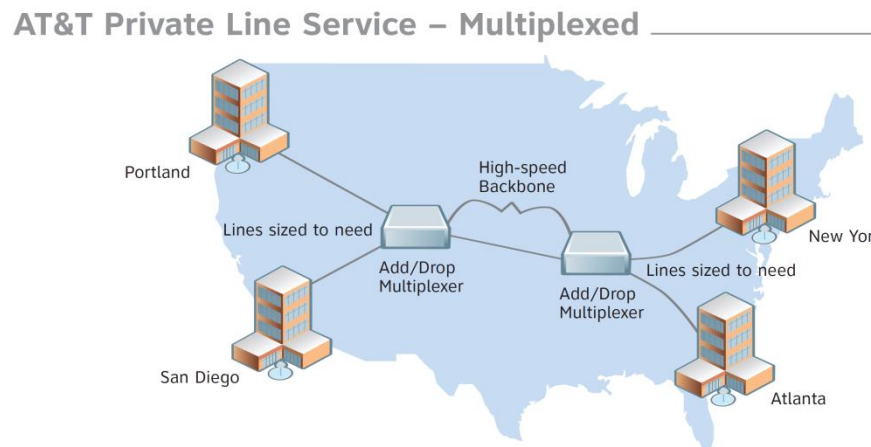 AT&T Private Line Service – Multiplexed
High-speed
Backbone
Portland
Lines sized to need
New Yor
Add/Drop
Multiplexer
Lines sized to need
Add/Drop
Multiplexer
San Diego
Atlanta